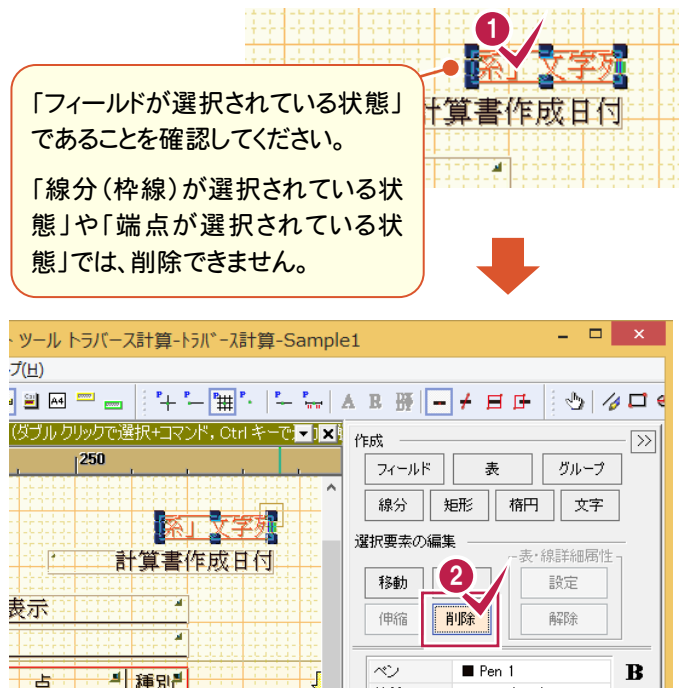 1
系」文字列
計算書作成日付
「フィールドが選択されている状態」
であることを確認してください。
「線分（枠線）が選択されている状
態」や「端点が選択されている状
態」では、削除できません。
ト ツール トラバース計算-ﾄﾗﾊﾞｰｽ計算-Sample1
プ(H)
A4
A B
(ダブルクリックで選択+コマンド, Ctrl キーで
250
系」文字列
計算書作成日付
表示
点 種別
作成 >>
フィールド 表 グループ
線分 矩形 楕円 文字
選択要素の編集
表・線詳細属性
移動 2 設定
伸縮 削除 解除
ペン Pen 1 B